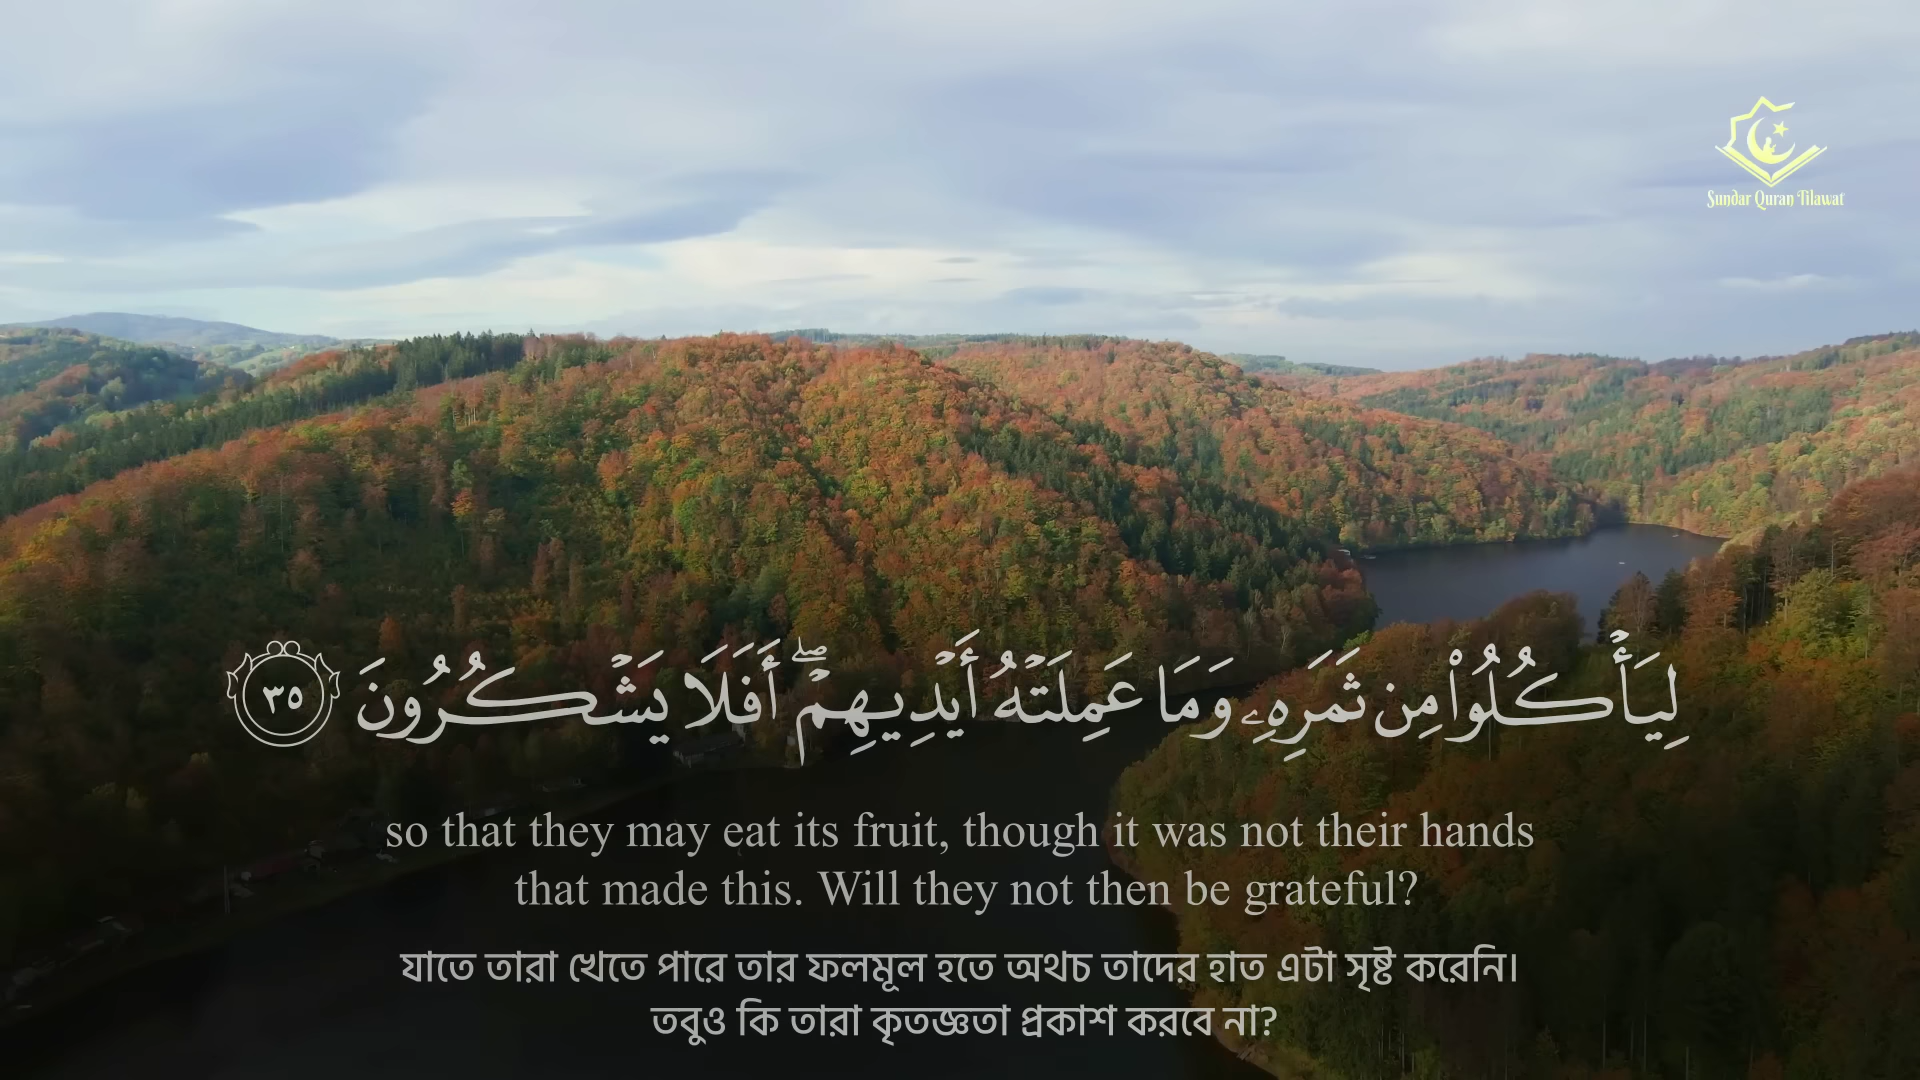 Sundar Quran Tilawat
لِيَأۡكُلُواْ مِن ثَمَرِهِۦ وَمَا عَمِلَتۡهُ أَيۡدِيهِمۡۖ أَفَلَا يَشۡكُرُونَ ٣٥
so that they may eat its fruit, though it was not their hands
that made this. Will they not then be grateful?
যাতে তারা খেতে পারে তার ফলমূল হতে অথচ তাদের হাত এটা সৃষ্ট করেনি।
তবুও কি তারা কৃতজ্ঞতা প্রকাশ করবে না?